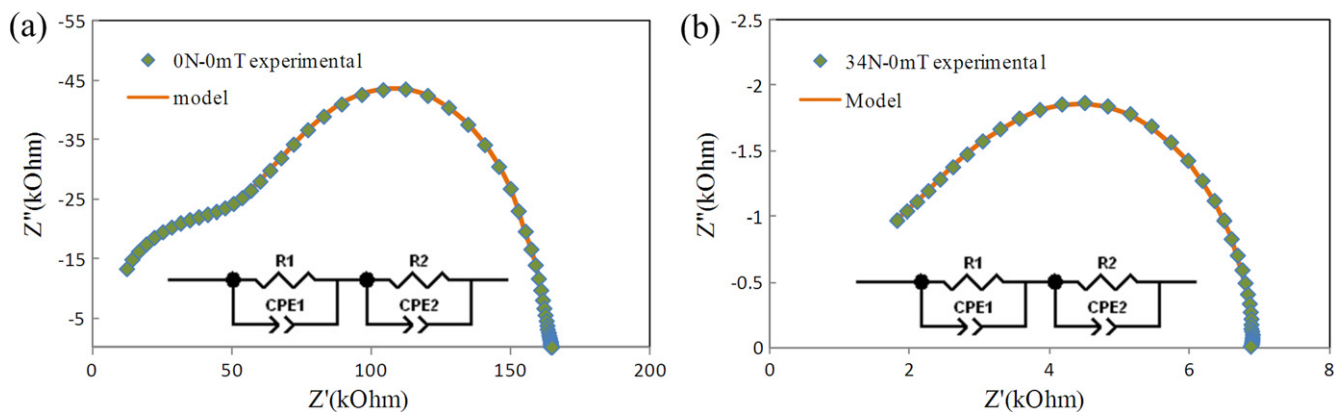 (a)
-55
-45
-35
-25
-15
-5
Z"(kOhm)
0N-0mT experimental
model
R1
R2
CPE1
CPE2
0
50
100
150
200
Z'(kOhm)
(b)
-2.5
-2
-1.5
-1
-0.5
0
Z"(kOhm)
34N-0mT experimental
Model
R1
R2
CPE1
CPE2
0
2
4
6
8
Z'(kOhm)